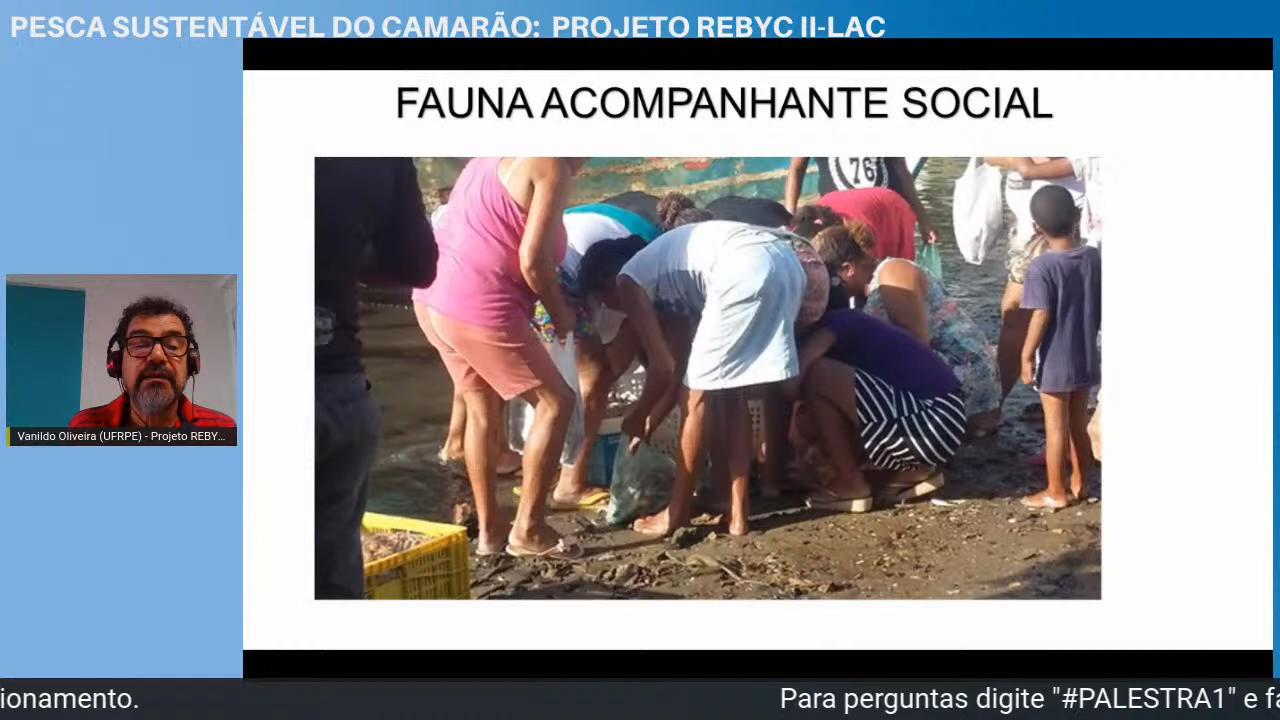 PESCA SUSTENTÁVEL DO CAMARÃO: PROJETO REBYC II-LAC
FAUNA ACOMPANHANTE SOCIAL
76
Vanildo Oliveira (UFRPE) - Projeto REBY...
ionamento. Para perguntas digite "#PALESTRA1" e fa